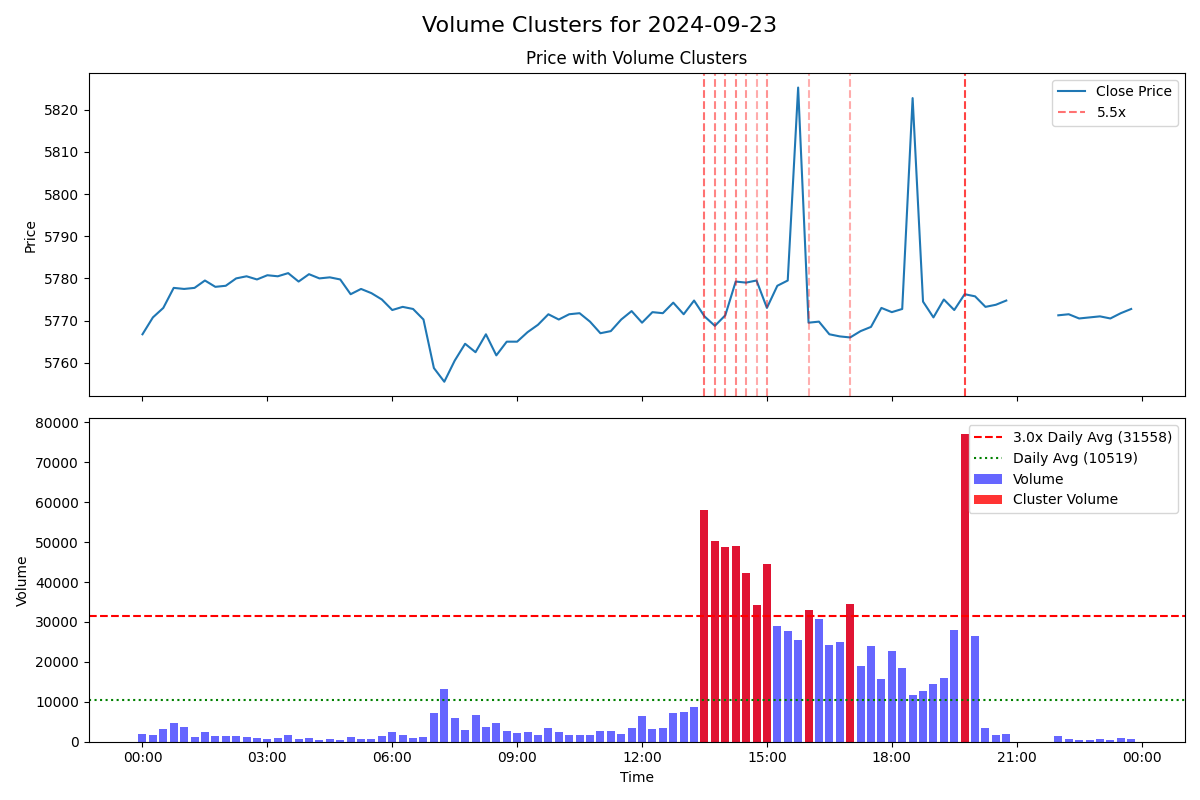 Volume Clusters for 2024-09-23
Price with Volume Clusters
Price
5820
5810
5800
5790
5780
5770
5760
Close Price
5.5x
Volume
80000
70000
60000
50000
40000
30000
20000
10000
0
3.0x Daily Avg (31558)
Daily Avg (10519)
Volume
Cluster Volume
00:00 03:00 06:00 09:00 12:00 15:00 18:00 21:00 00:00
Time